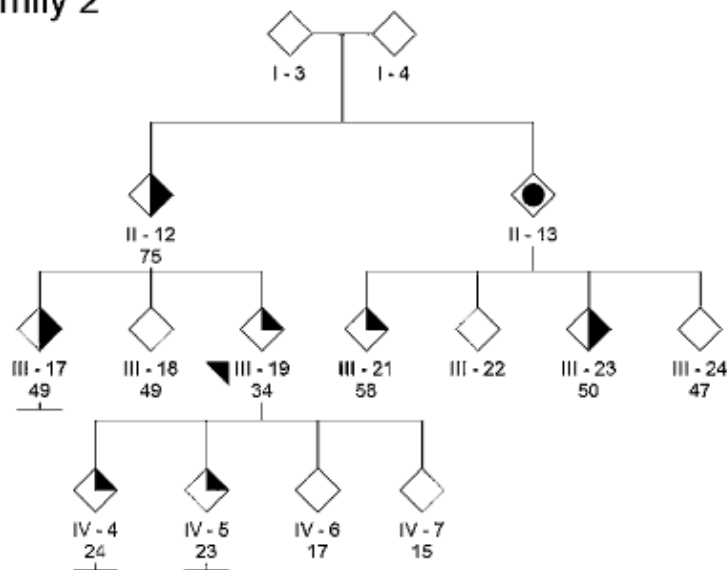 mily 2
I - 3 I - 4
II - 12 II - 13
75
III - 17 III - 18 III - 19 III - 21 III - 22 III - 23 III - 24
49 49 34 58 50 47
IV - 4 IV - 5 IV - 6 IV - 7
24 23 17 15